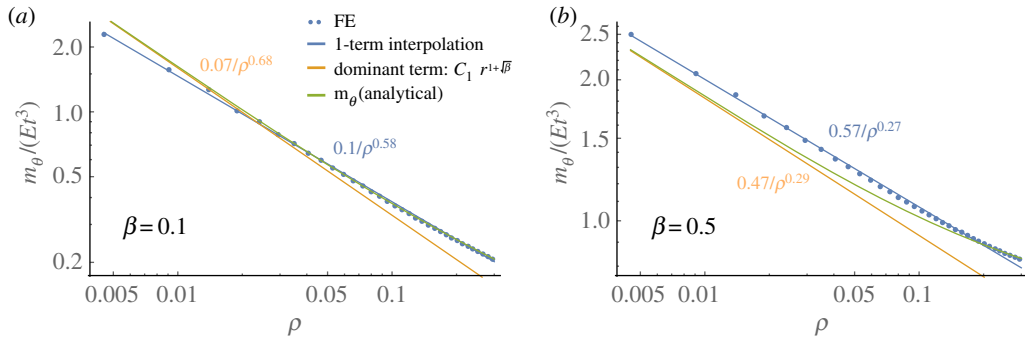 (a)
FE
1-term interpolation
dominant term: C₁ r^{1+√β}
m_θ (analytical)
0.07/ρ^{0.68}
0.1/ρ^{0.58}
β = 0.1
m_θ/(Et³)
2.0
1.0
0.5
0.2
0.005 0.01 0.05 0.1
ρ
(b)
0.57/ρ^{0.27}
0.47/ρ^{0.29}
β = 0.5
m_θ/(Et³)
2.5
2.0
1.5
1.0
0.005 0.01 0.05 0.1
ρ